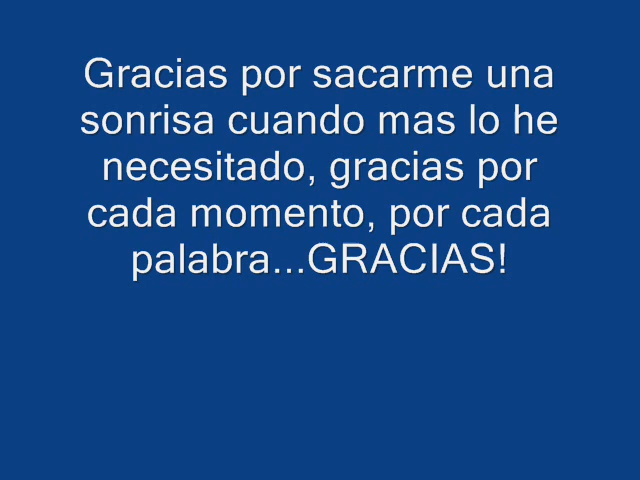 Gracias por sacarme una
sonrisa cuando mas lo he
necesitado, gracias por
cada momento, por cada
palabra...GRACIAS!